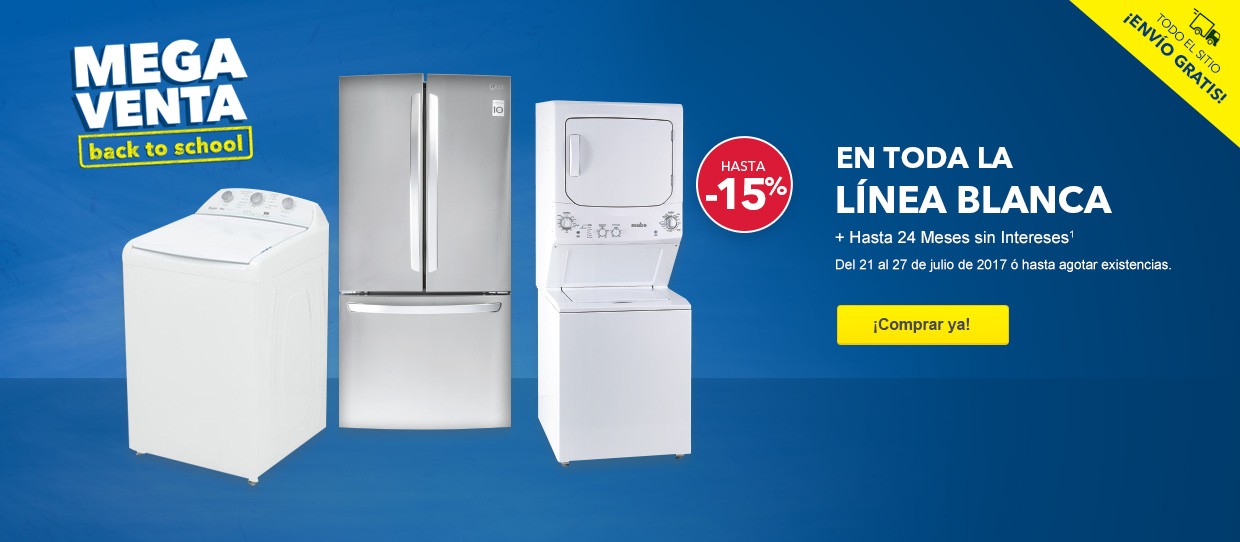 MEGA
VENTA
back to school
TODO EL SITIO
¡ENVÍO GRATIS!
HASTA
-15%
EN TODA LA
LÍNEA BLANCA
+ Hasta 24 Meses sin Intereses¹
Del 21 al 27 de julio de 2017 ó hasta agotar existencias.
¡Comprar ya!
mabe